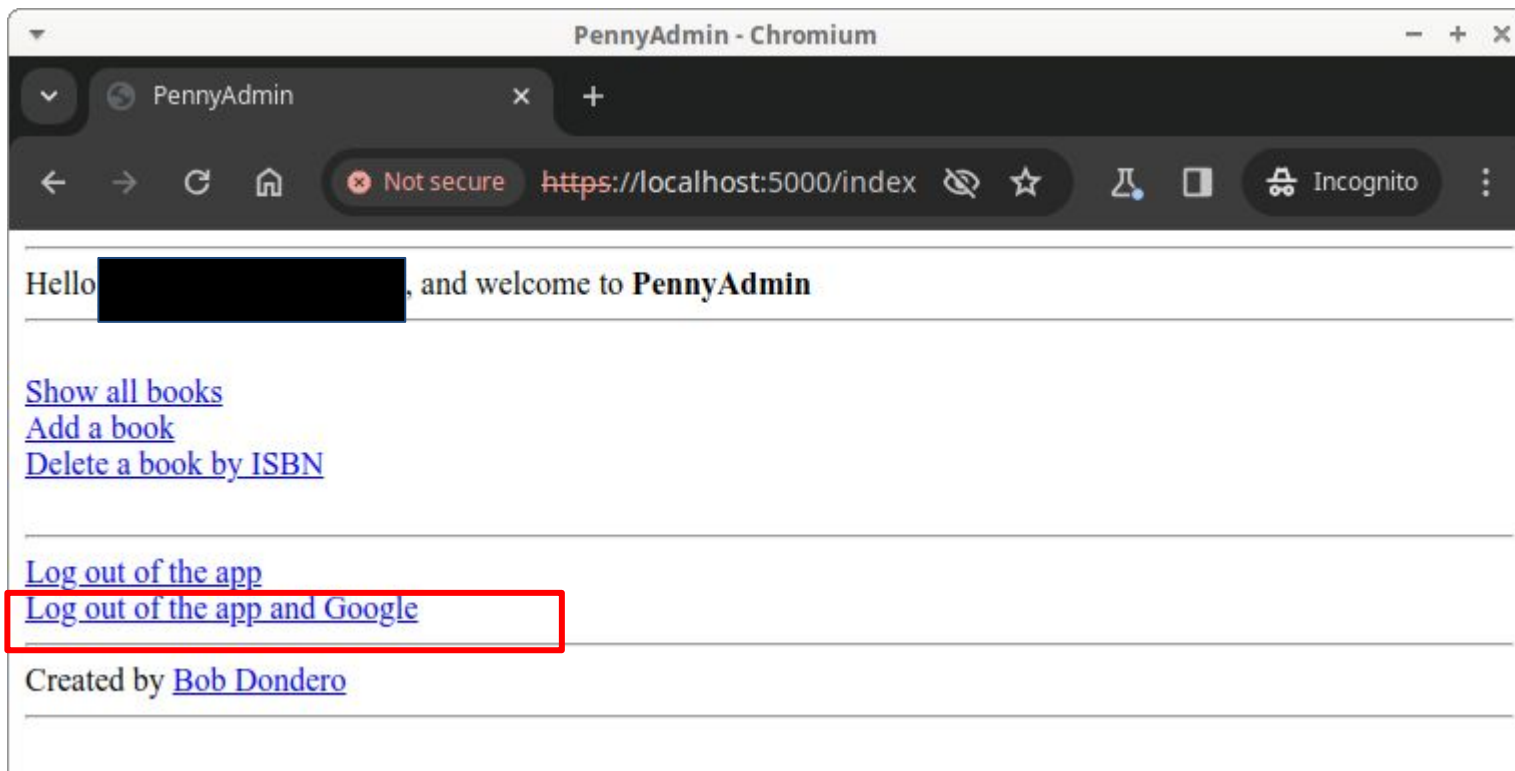 PennyAdmin - Chromium
PennyAdmin
Not secure https://localhost:5000/index Incognito
Hello , and welcome to PennyAdmin
Show all books
Add a book
Delete a book by ISBN
Log out of the app
Log out of the app and Google
Created by Bob Dondero